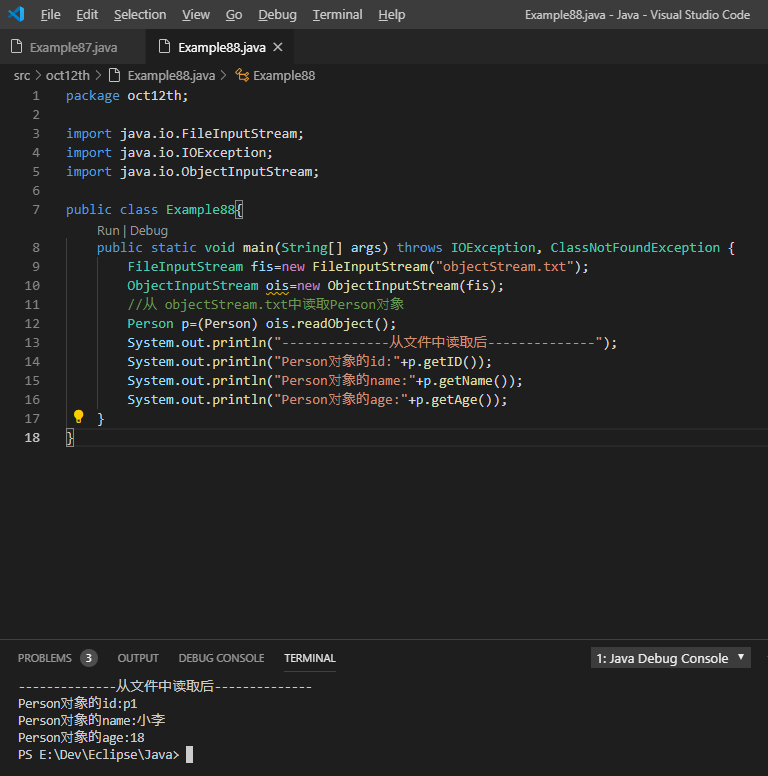 File Edit Selection View Go Debug Terminal Help Example88.java - Java - Visual Studio Code
Example87.java Example88.java
src > oct12th > Example88.java > Example88
1 package oct12th;
2
3 import java.io.FileInputStream;
4 import java.io.IOException;
5 import java.io.ObjectInputStream;
6
7 public class Example88{
Run | Debug
8 public static void main(String[] args) throws IOException, ClassNotFoundException {
9 FileInputStream fis=new FileInputStream("objectStream.txt");
10 ObjectInputStream ois=new ObjectInputStream(fis);
11 //从 objectStream.txt中读取Person对象
12 Person p=(Person) ois.readObject();
13 System.out.println("--------------从文件中读取后--------------");
14 System.out.println("Person对象的id:"+p.getID());
15 System.out.println("Person对象的name:"+p.getName());
16 System.out.println("Person对象的age:"+p.getAge());
17 }
18 }
PROBLEMS 3 OUTPUT DEBUG CONSOLE TERMINAL 1: Java Debug Console
--------------从文件中读取后--------------
Person对象的id:p1
Person对象的name:小李
Person对象的age:18
PS E:\Dev\Eclipse\Java>